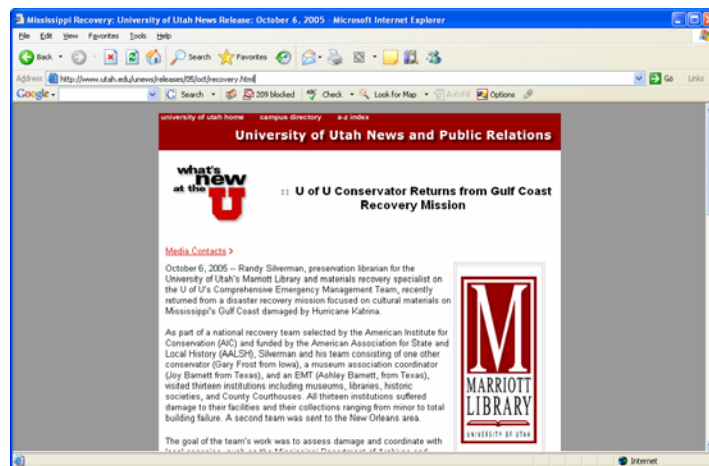 Mississippi Recovery: University of Utah News Release: October 6, 2005 - Microsoft Internet Explorer
File Edit View Favorites Tools Help
Back Search Favorites
Address http://www.utah.edu/unews/releases/05/oct/recovery.html Go Links
Google Search 209 blocked Check Look for Map AutoFill Options
university of utah home campus directory a-z index
University of Utah News and Public Relations
what's
new
at the U
:: U of U Conservator Returns from Gulf Coast
Recovery Mission
Media Contacts >
October 6, 2005 -- Randy Silverman, preservation librarian for the
University of Utah's Marriott Library and materials recovery specialist on
the U of U's Comprehensive Emergency Management Team, recently
returned from a disaster recovery mission focused on cultural materials on
Mississippi's Gulf Coast damaged by Hurricane Katrina.
As part of a national recovery team selected by the American Institute for
Conservation (AIC) and funded by the American Association for State and
Local History (AALSH), Silverman and his team consisting of one other
conservator (Gary Frost from Iowa), a museum association coordinator
(Joy Barnett from Texas), and an EMT (Ashley Barnett, from Texas),
visited thirteen institutions including museums, libraries, historic
societies, and County Courthouses. All thirteen institutions suffered
damage to their facilities and their collections ranging from minor to total
building failure. A second team was sent to the New Orleans area.
The goal of the team's work was to assess damage and coordinate with
M
MARRIOTT
LIBRARY
UNIVERSITY OF UTAH
Internet